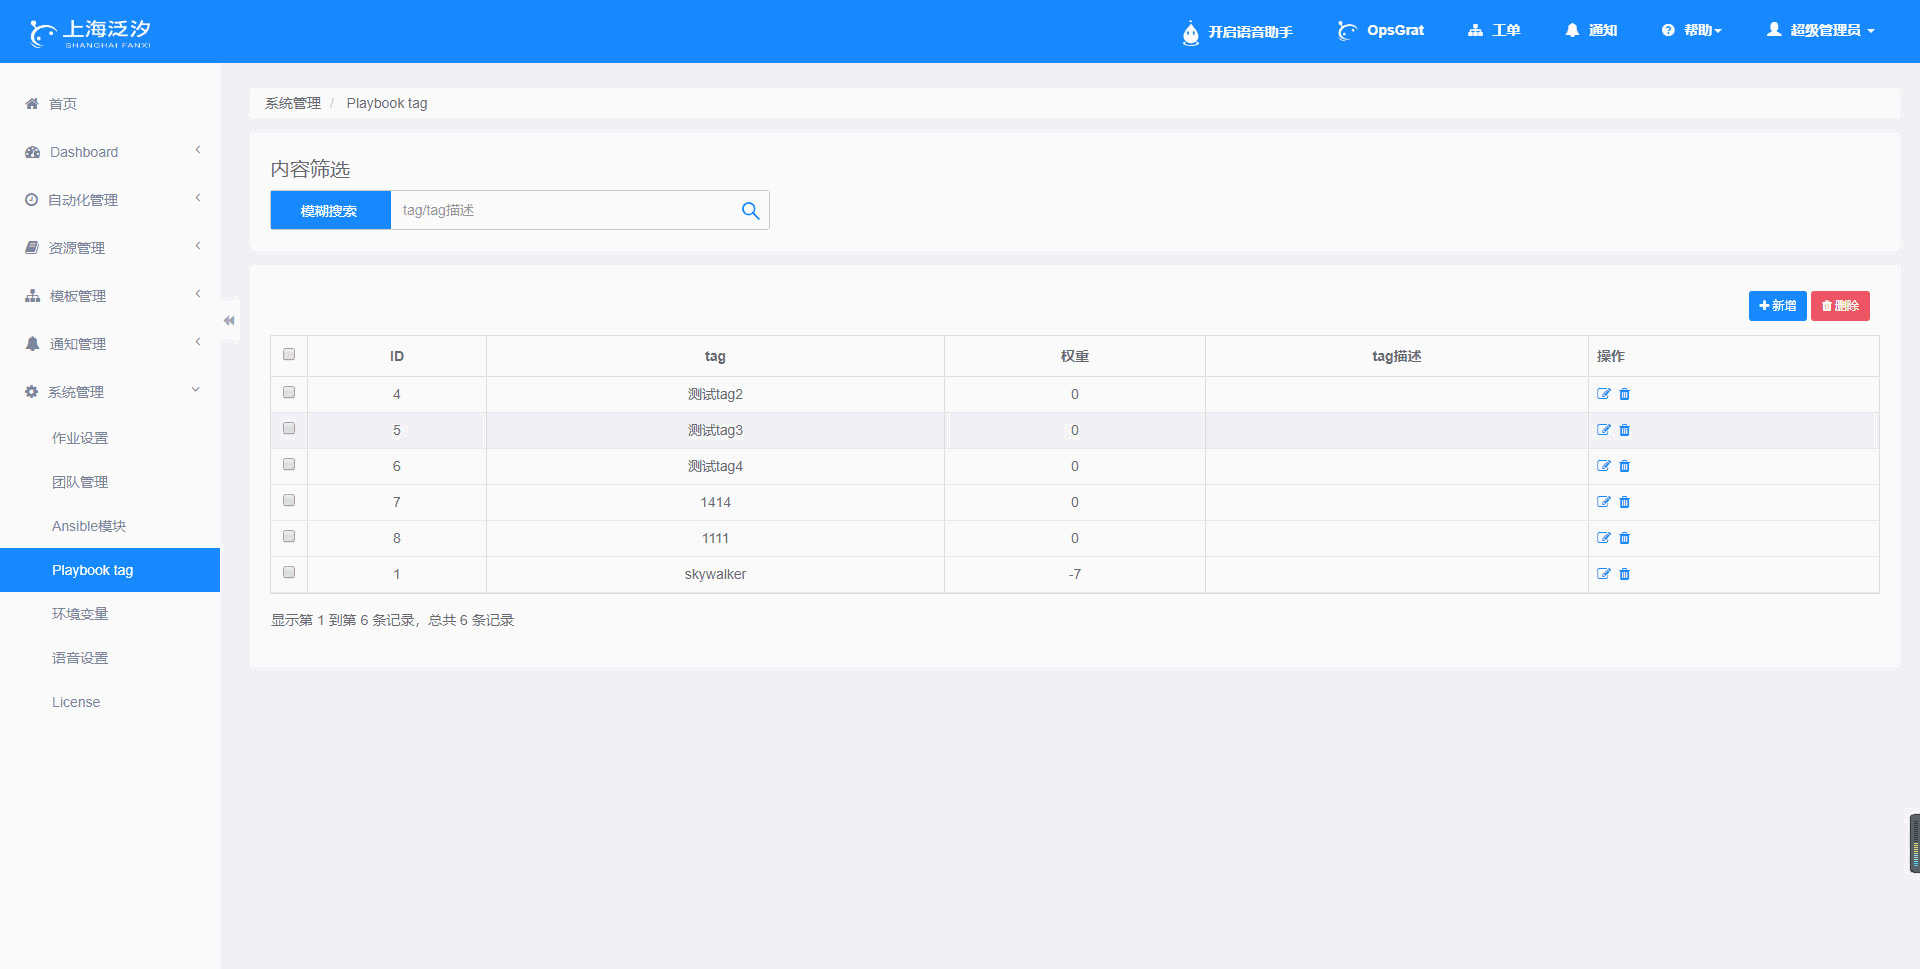 上海泛汐
SHANGHAI FANXI
开启语音助手 OpsGrat 工单 通知 帮助 超级管理员
首页
Dashboard
自动化管理
资源管理
模板管理
通知管理
系统管理
作业设置
团队管理
Ansible模块
Playbook tag
环境变量
语音设置
License
系统管理 / Playbook tag
内容筛选
模糊搜索 tag/tag描述
新增 删除
ID tag 权重 tag描述 操作
4 测试tag2 0
5 测试tag3 0
6 测试tag4 0
7 1414 0
8 1111 0
1 skywalker -7
显示第 1 到第 6 条记录，总共 6 条记录